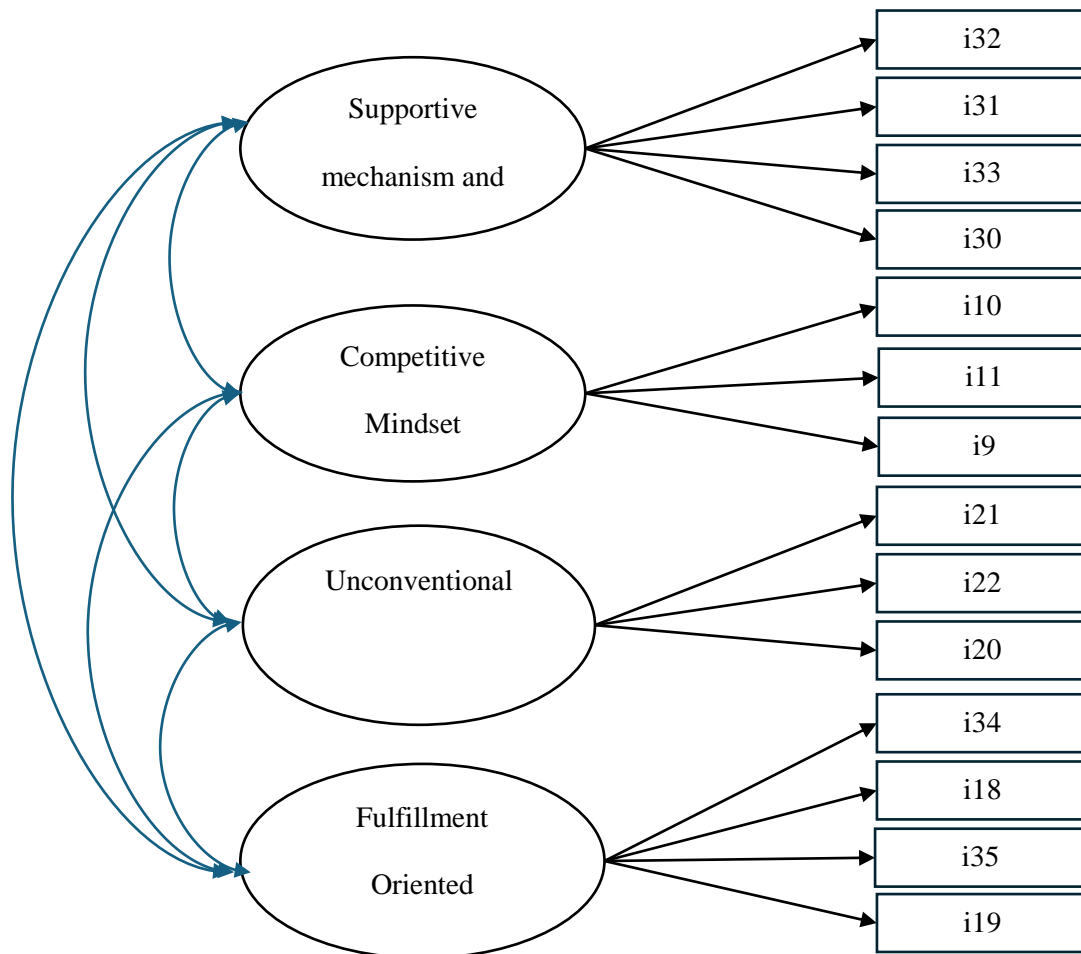 Supportive
mechanism and
Competitive
Mindset
Unconventional
Fulfillment
Oriented
i32
i31
i33
i30
i10
i11
i9
i21
i22
i20
i34
i18
i35
i19